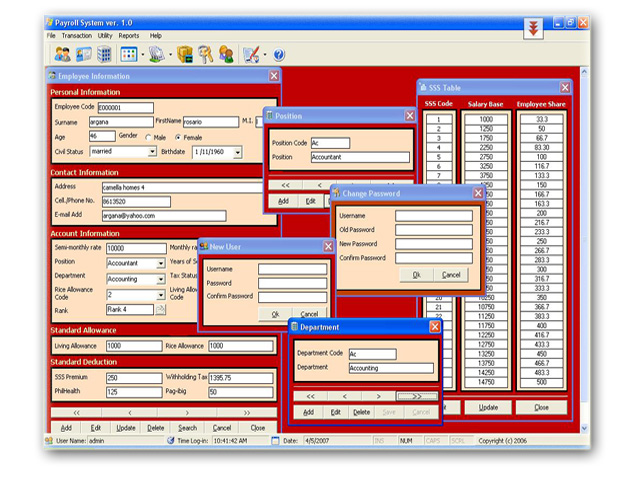 Payroll System ver. 1.0
File Transaction Utility Reports Help
Employee Information
Personal Information
Employee Code E000001
Surname argana FirstName rosario M.I.
Age 46 Gender Male Female
Civil Status married Birthdate 1 /11/1960
Contact Information
Address camella homes 4
Cell./Phone No. 8613520
E-mail Add argana@yahoo.com
Account Information
Semi-monthly rate 10000 Monthly ra
Position Accountant Years of S
Department Accounting Tax Status
Rice Allowance Code 2 Living Allo Code
Rank Rank 4
Standard Allowance
Living Allowance 1000 Rice Allowance 1000
Standard Deduction
SSS Premium 250 Withholding Tax 1395.75
PhilHealth 125 Pag-ibig 50
<< < > >>
Add Edit Update Delete Search Cancel Close
Position
Position Code Ac
Position Accountant
<< <
Add Edit
SSS Table
SSS Code Salary Base Employee Share
1 1000 33.3
2 1250 50
3 1750 66.7
4 2250 83.30
5 2750 100
6 3250 116.7
7 3750 133.3
150
166.7
163.3
200
216.7
233.3
250
266.7
283.3
300
316.7
333.3
20 10250 350
21 10750 366.7
22 11250 383.3
11750 400
12250 416.7
12750 433.3
13250 450
13750 466.7
14250 483.3
14750 500
Update Close
Change Password
Username
Old Password
New Password
Confirm Password
Ok Cancel
New User
Username
Password
Confirm Password
Ok Cancel
Department
Department Code Ac
Department Accounting
<< < > >>
Add Edit Delete Save Cancel
User Name: admin Time Log-in: 10:41:42 AM Date: 4/5/2007 INS NUM CAPS SCRL Copyright (c) 2006